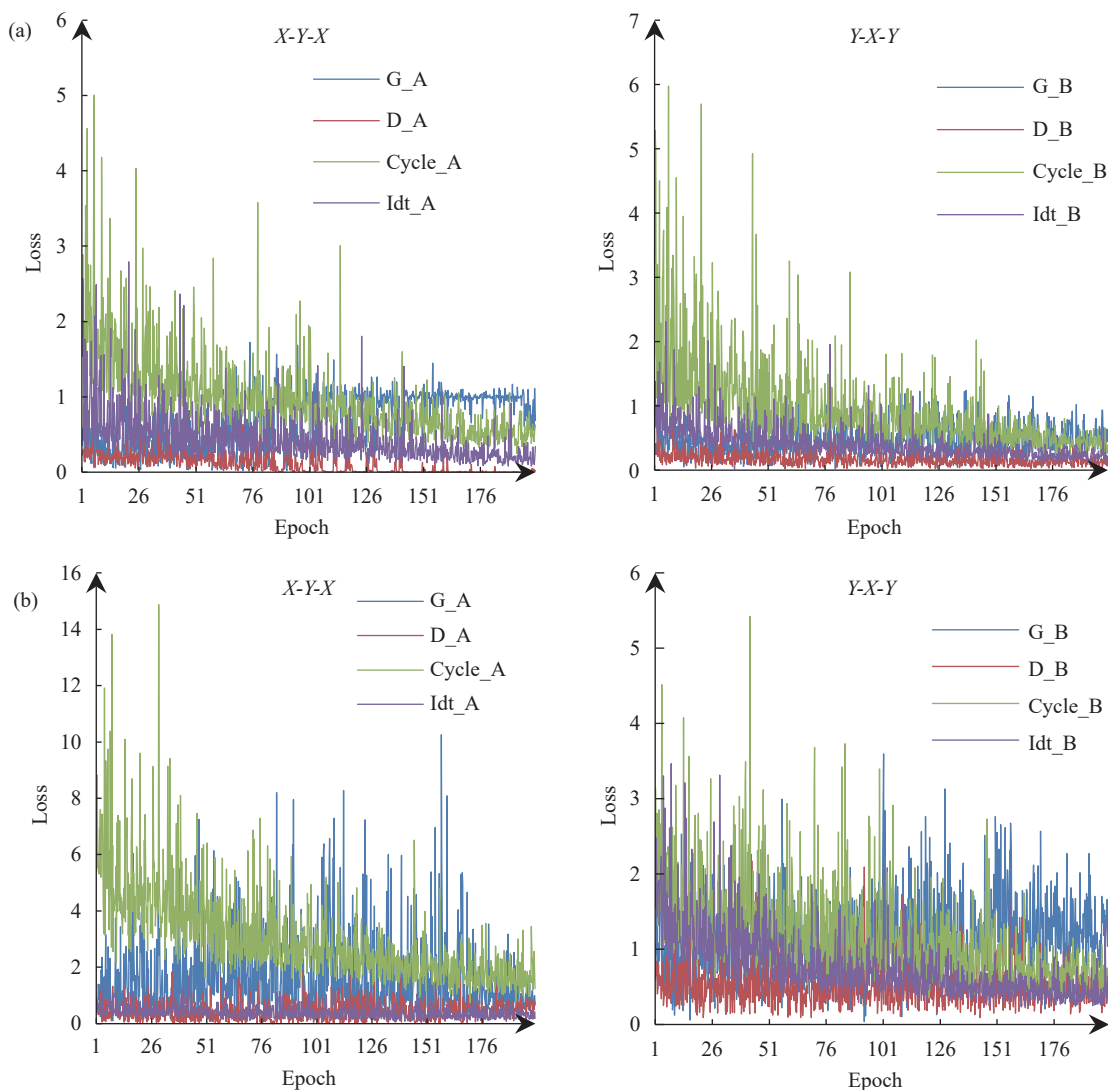 (a)
X-Y-X
G_A
D_A
Cycle_A
Idt_A
Loss
6
5
4
3
2
1
0
1 26 51 76 101 126 151 176
Epoch
Y-X-Y
G_B
D_B
Cycle_B
Idt_B
Loss
7
6
5
4
3
2
1
0
1 26 51 76 101 126 151 176
Epoch
(b)
X-Y-X
G_A
D_A
Cycle_A
Idt_A
Loss
16
14
12
10
8
6
4
2
0
1 26 51 76 101 126 151 176
Epoch
Y-X-Y
G_B
D_B
Cycle_B
Idt_B
Loss
6
5
4
3
2
1
0
1 26 51 76 101 126 151 176
Epoch